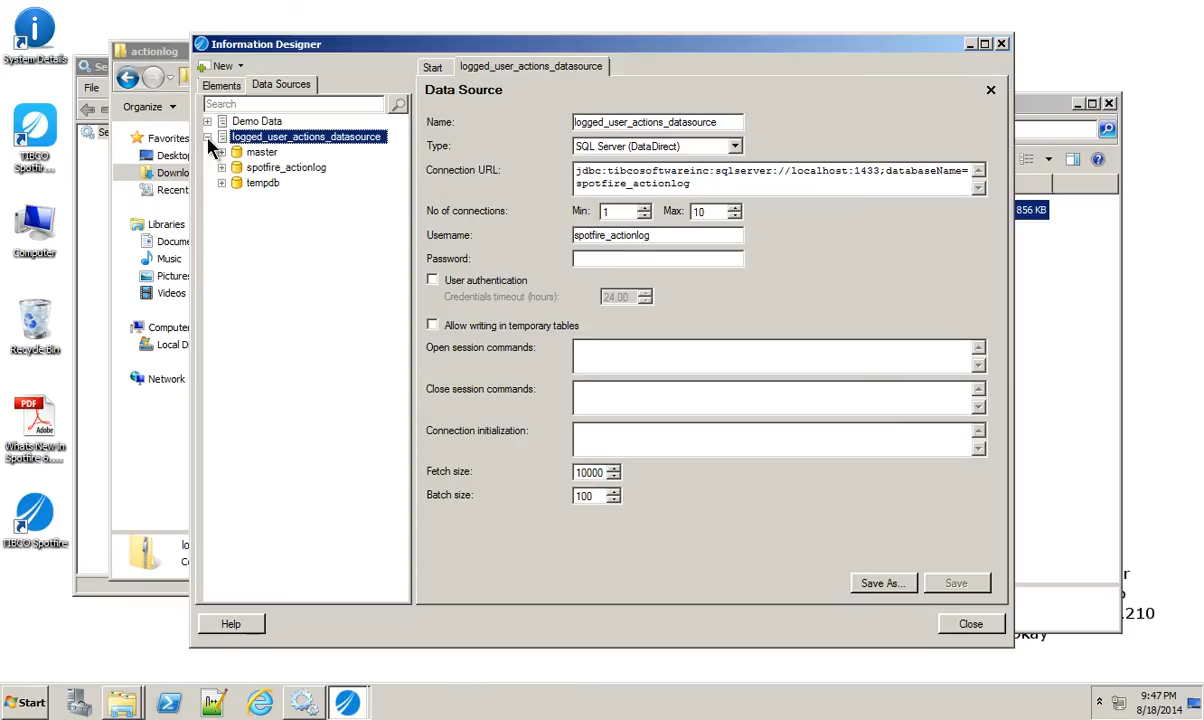 System Details
TIBCO
Spotfir...
Computer
Recycle Bin
PDF
Adobe
Whats New in
Spotfire 6....
TIBCO Spotfire
File
actionlog
Organize
Favorites
Recent
Libraries
Music
Pictures
Videos
Network
Information Designer
New
Elements
Data Sources
Search
Demo Data
logged_user_actions_datasource
master
spotfire_actionlog
tempdb
Start
logged_user_actions_datasource
Data Source
Name:
logged_user_actions_datasource
Type:
SQL Server (DataDirect)
Connection URL:
jdbc:tibcosoftwareinc:sqlserver://localhost:1433;databaseName=
spotfire_actionlog
No of connections:
Min: 1
Max: 10
Username:
spotfire_actionlog
Password:
User authentication
Credentials timeout (hours):
24.00
Allow writing in temporary tables
Open session commands:
Close session commands:
Connection initialization:
Fetch size:
10000
Batch size:
100
Save As...
Save
Help
Close
856 KB
.210
Start
9:47 PM
8/18/2014